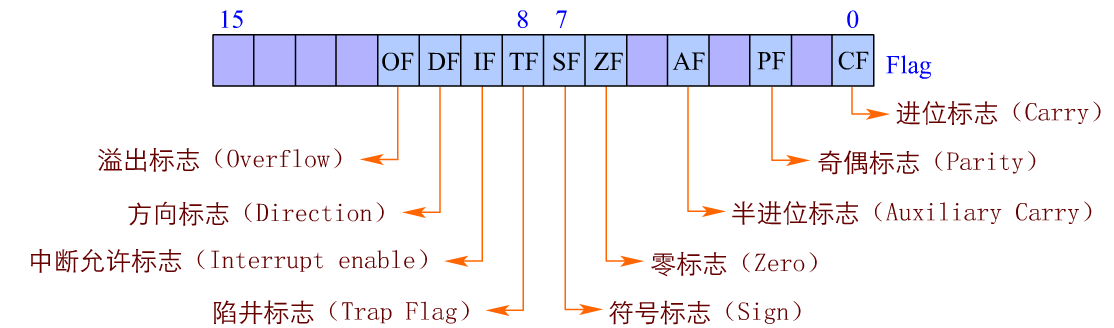 15 8 7 0
OF DF IF TF SF ZF AF PF CF Flag
进位标志（Carry）
溢出标志（Overflow）
奇偶标志（Parity）
方向标志（Direction）
半进位标志（Auxiliary Carry）
中断允许标志（Interrupt enable）
零标志（Zero）
陷井标志（Trap Flag）
符号标志（Sign）